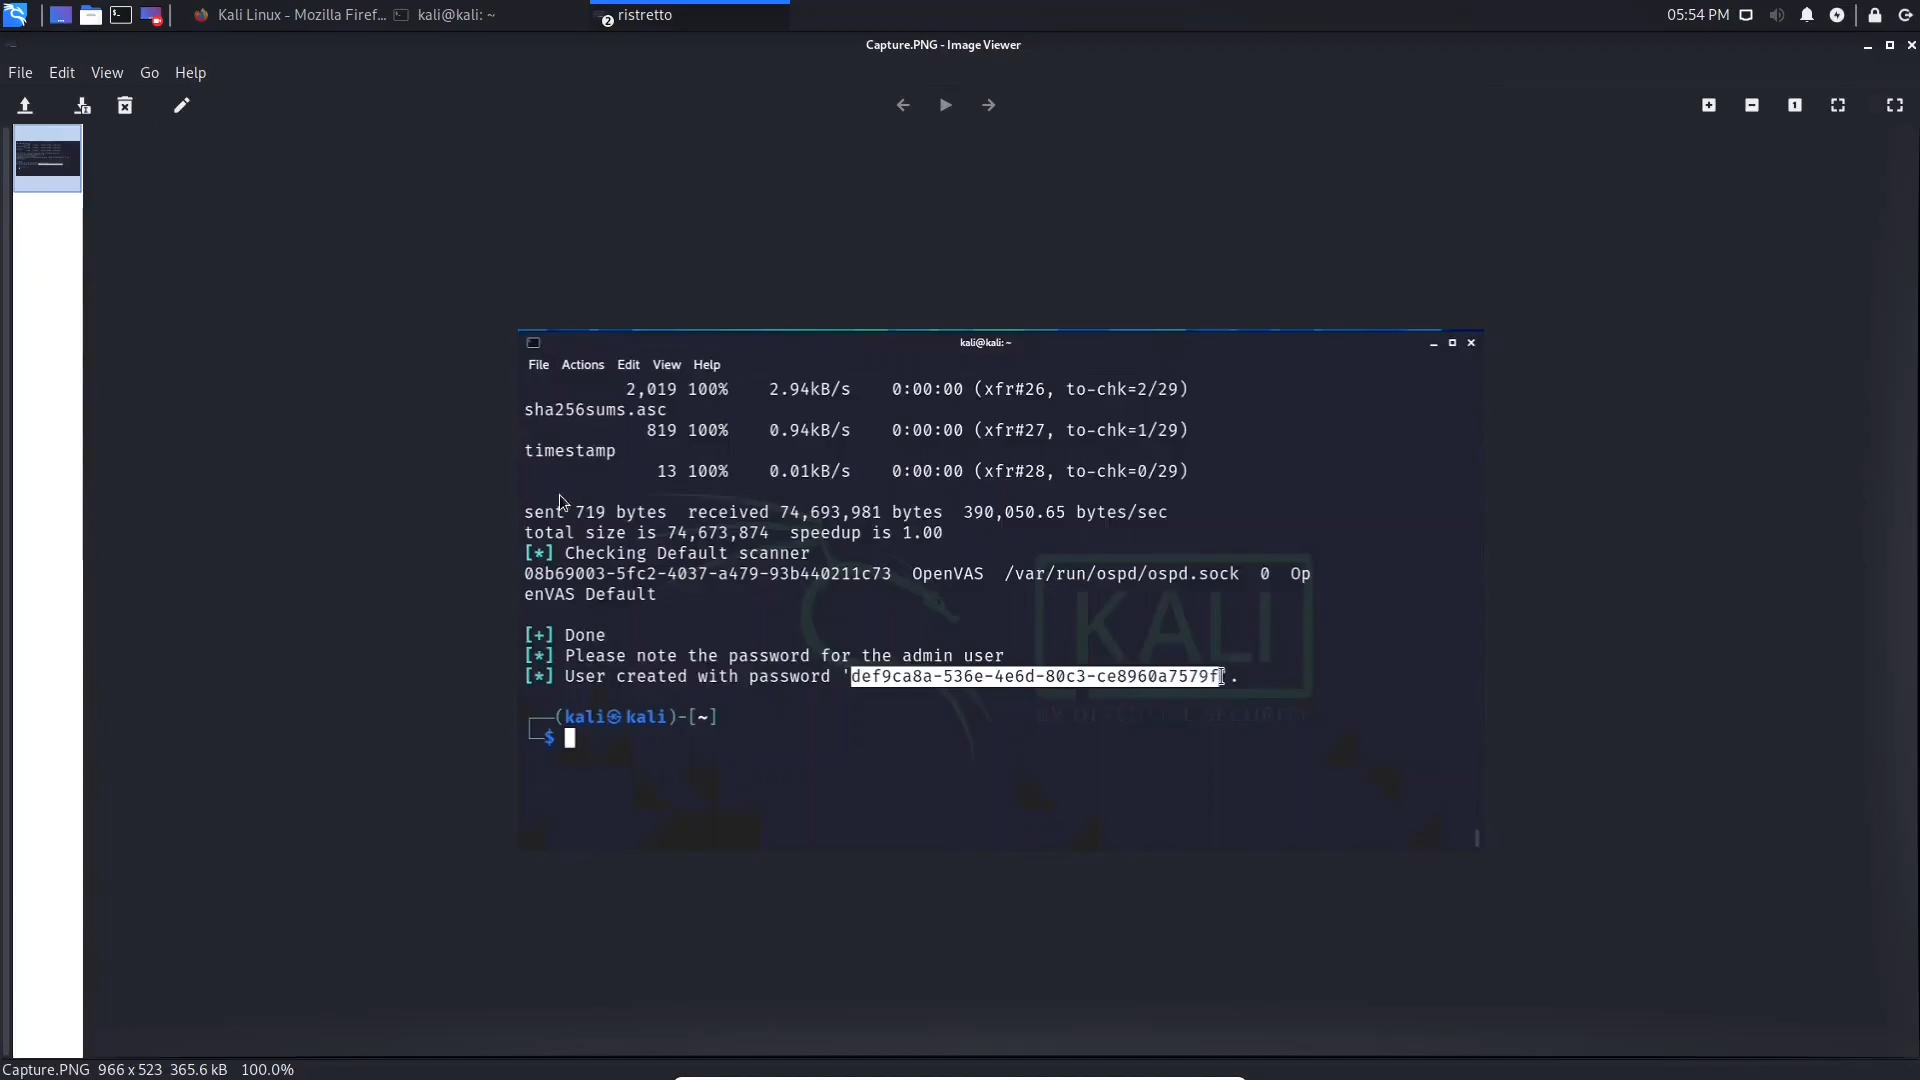 Kali Linux - Mozilla Firef...
kali@kali: ~
2
ristretto
05:54 PM
Capture.PNG - Image Viewer
File Edit View Go Help
kali@kali: ~
File Actions Edit View Help
2,019 100% 2.94kB/s 0:00:00 (xfr#26, to-chk=2/29)
sha256sums.asc
819 100% 0.94kB/s 0:00:00 (xfr#27, to-chk=1/29)
timestamp
13 100% 0.01kB/s 0:00:00 (xfr#28, to-chk=0/29)
sent 719 bytes received 74,693,981 bytes 390,050.65 bytes/sec
total size is 74,673,874 speedup is 1.00
[*] Checking Default scanner
08b69003-5fc2-4037-a479-93b440211c73 OpenVAS /var/run/ospd/ospd.sock 0 Op
enVAS Default
[+] Done
[*] Please note the password for the admin user
[*] User created with password 'def9ca8a-536e-4e6d-80c3-ce8960a7579f'.
(kali㉿kali)-[~]
$
KALI
BY OFFENSIVE SECURITY
Capture.PNG 966 x 523 365.6 kB 100.0%